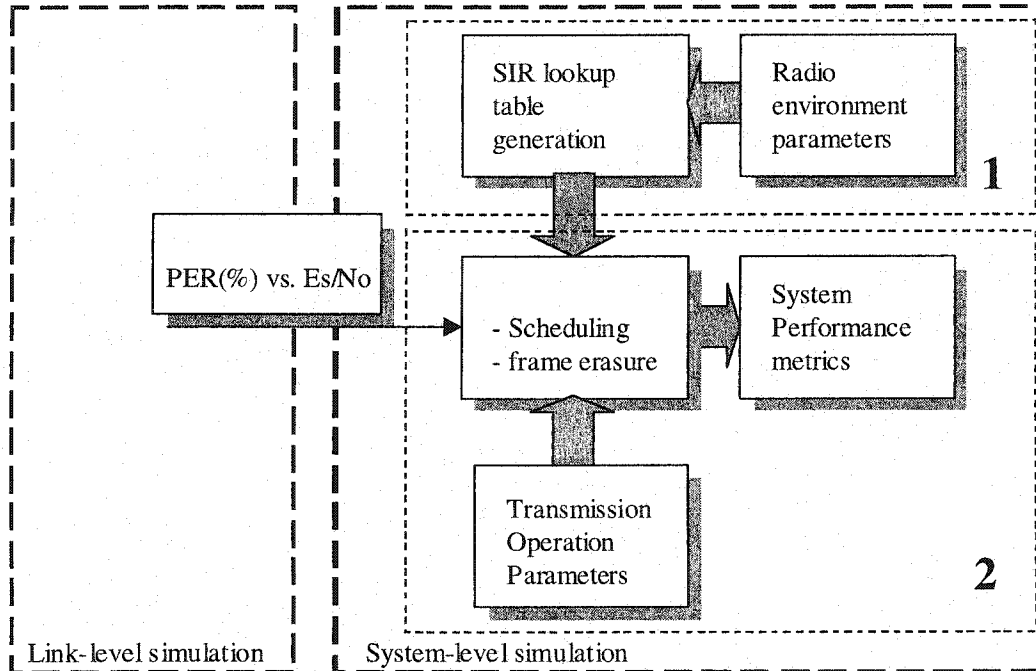 SIR lookup
table
generation
Radio
environment
parameters
1
PER(%) vs. Es/No
- Scheduling
- frame erasure
System
Performance
metrics
Transmission
Operation
Parameters
2
Link-level simulation
System-level simulation